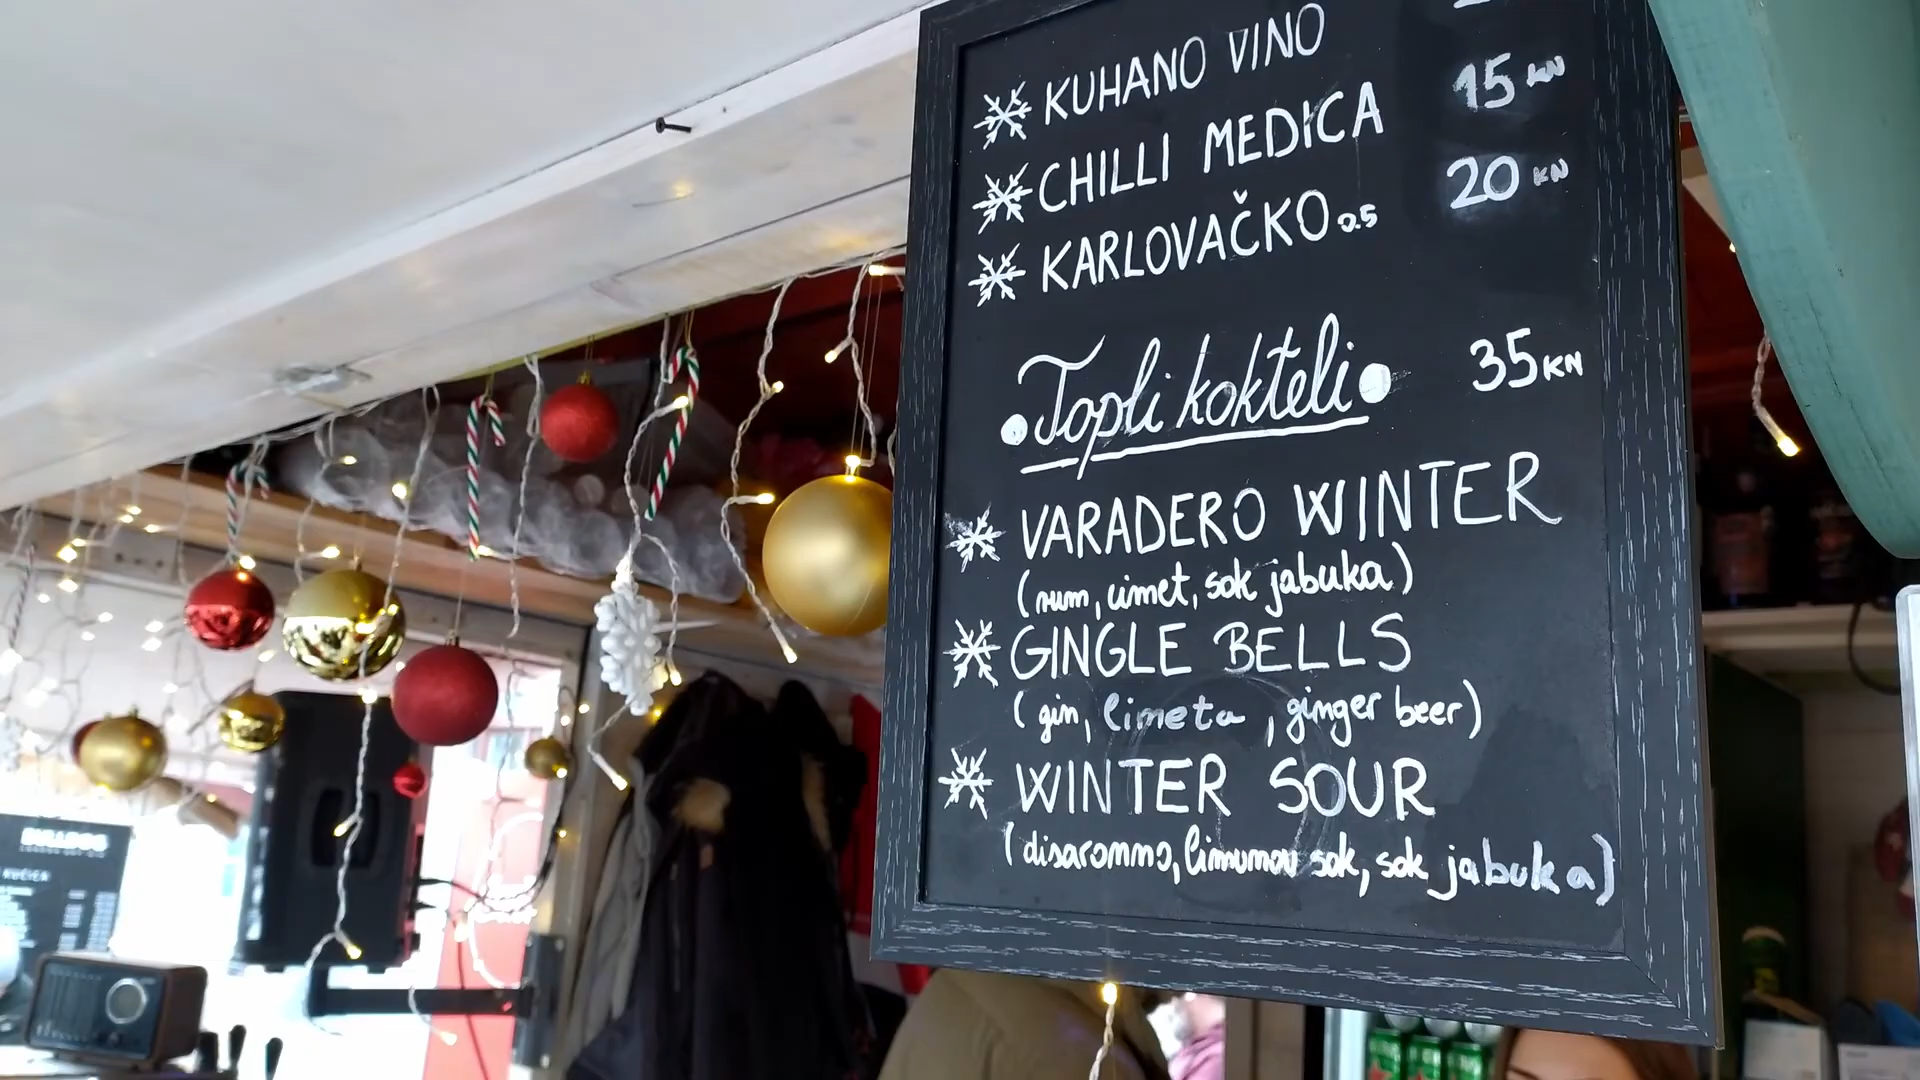 KUHANO VINO
CHILLI MEDICA 15 kn
KARLOVAČKO 0.5 20 KN
Topli kokteli 35 KN
VARADERO WINTER
(rum, cimet, sok jabuka)
GINGLE BELLS
(gin, limeta, ginger beer)
WINTER SOUR
(disaronno, limunov sok, sok jabuka)
KUĆICA